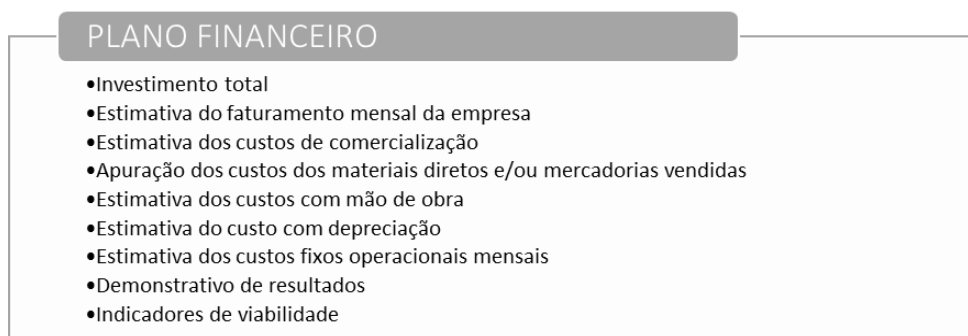 PLANO FINANCEIRO
•Investimento total
•Estimativa do faturamento mensal da empresa
•Estimativa dos custos de comercialização
•Apuração dos custos dos materiais diretos e/ou mercadorias vendidas
•Estimativa dos custos com mão de obra
•Estimativa do custo com depreciação
•Estimativa dos custos fixos operacionais mensais
•Demonstrativo de resultados
•Indicadores de viabilidade